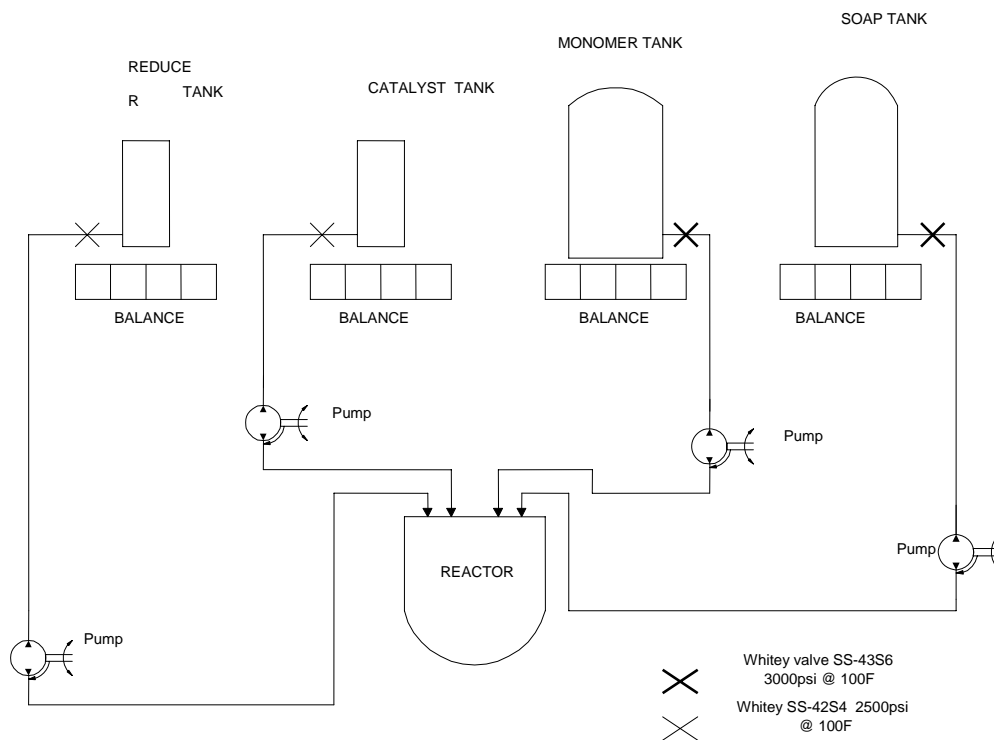 SOAP TANK
MONOMER TANK
REDUCE
R TANK
CATALYST TANK
BALANCE
BALANCE
BALANCE
BALANCE
Pump
Pump
Pump
REACTOR
Pump
Whitey valve SS-43S6
3000psi @ 100F
Whitey SS-42S4 2500psi
@ 100F